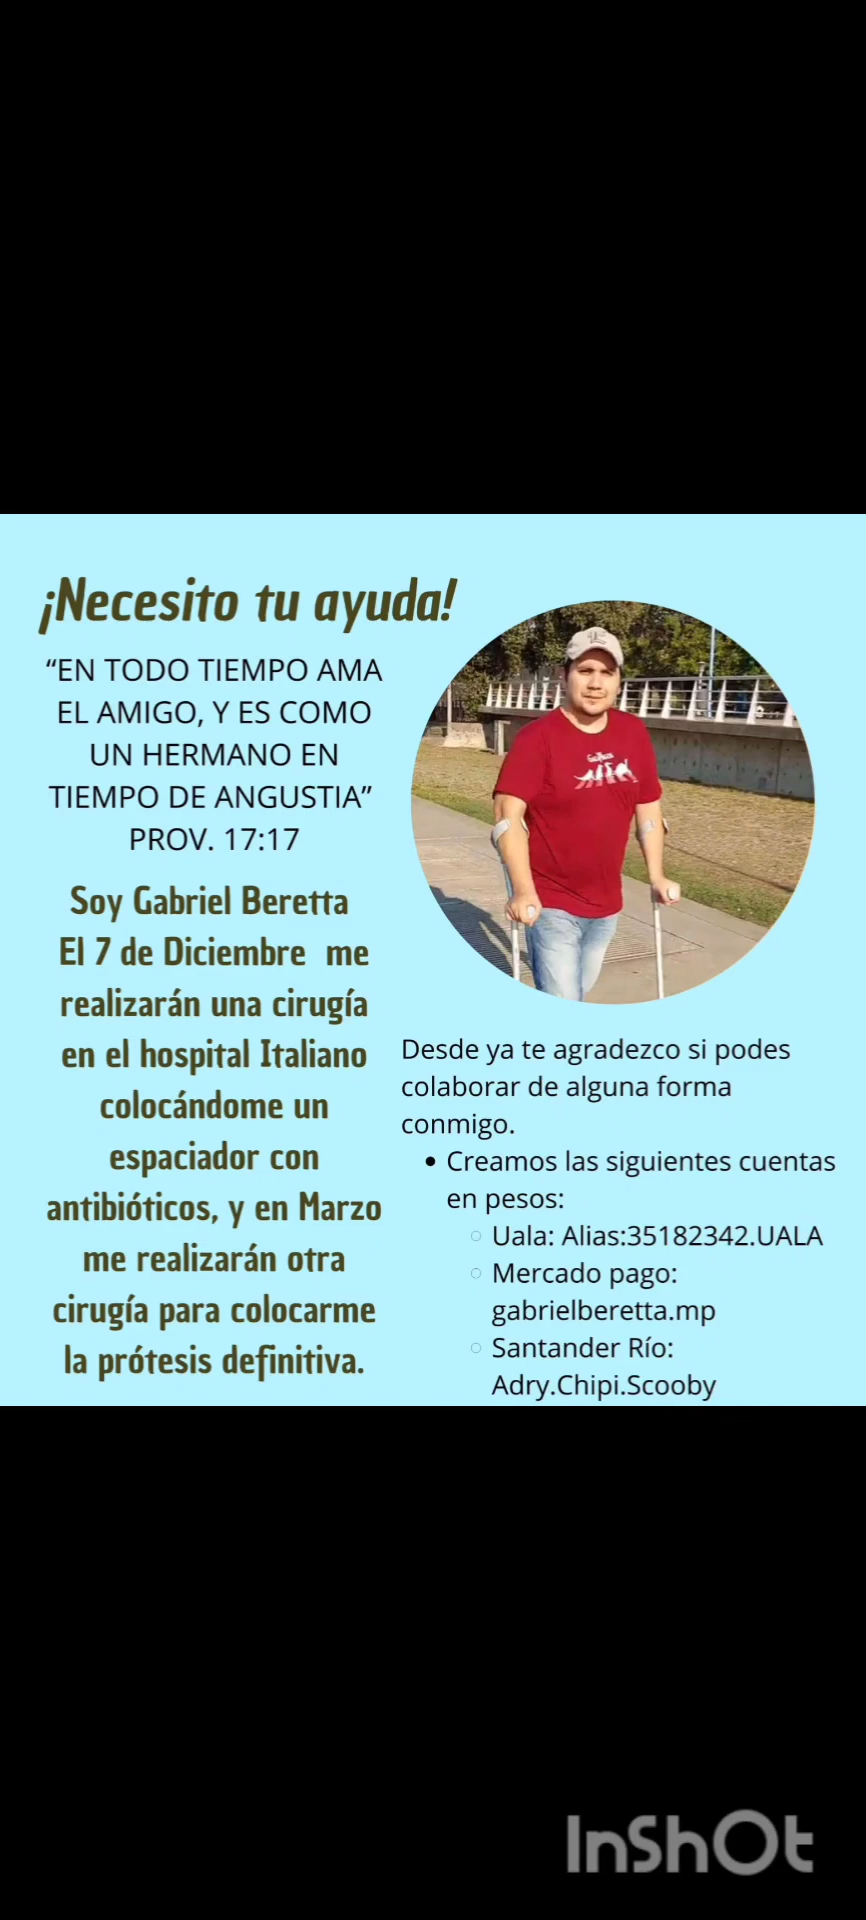 ¡Necesito tu ayuda!
“EN TODO TIEMPO AMA
EL AMIGO, Y ES COMO
UN HERMANO EN
TIEMPO DE ANGUSTIA”
PROV. 17:17
Soy Gabriel Beretta
El 7 de Diciembre me
realizarán una cirugía
en el hospital Italiano
colocándome un
espaciador con
antibióticos, y en Marzo
me realizarán otra
cirugía para colocarme
la prótesis definitiva.
Desde ya te agradezco si podes
colaborar de alguna forma
conmigo.
• Creamos las siguientes cuentas
en pesos:
○ Uala: Alias:35182342.UALA
○ Mercado pago:
gabrielberetta.mp
○ Santander Río:
Adry.Chipi.Scooby
InShOt